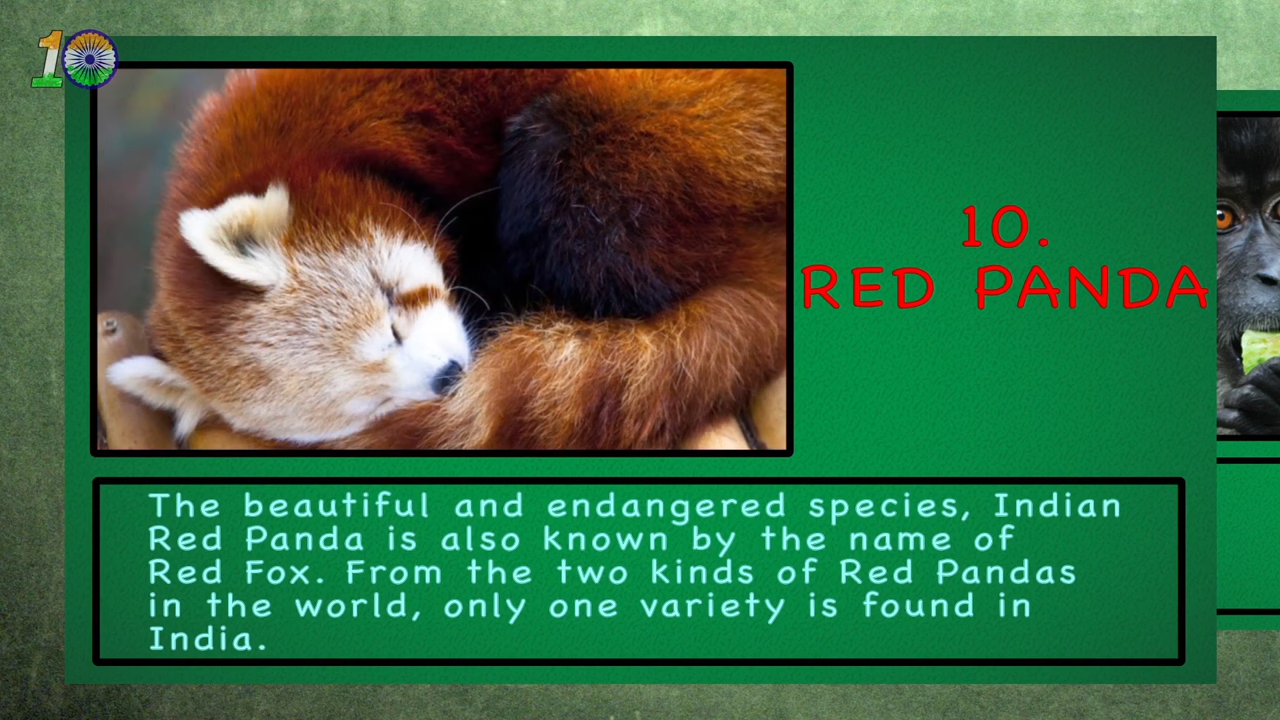 10
10.
RED PANDA
The beautiful and endangered species, Indian
Red Panda is also known by the name of
Red Fox. From the two kinds of Red Pandas
in the world, only one variety is found in
India.